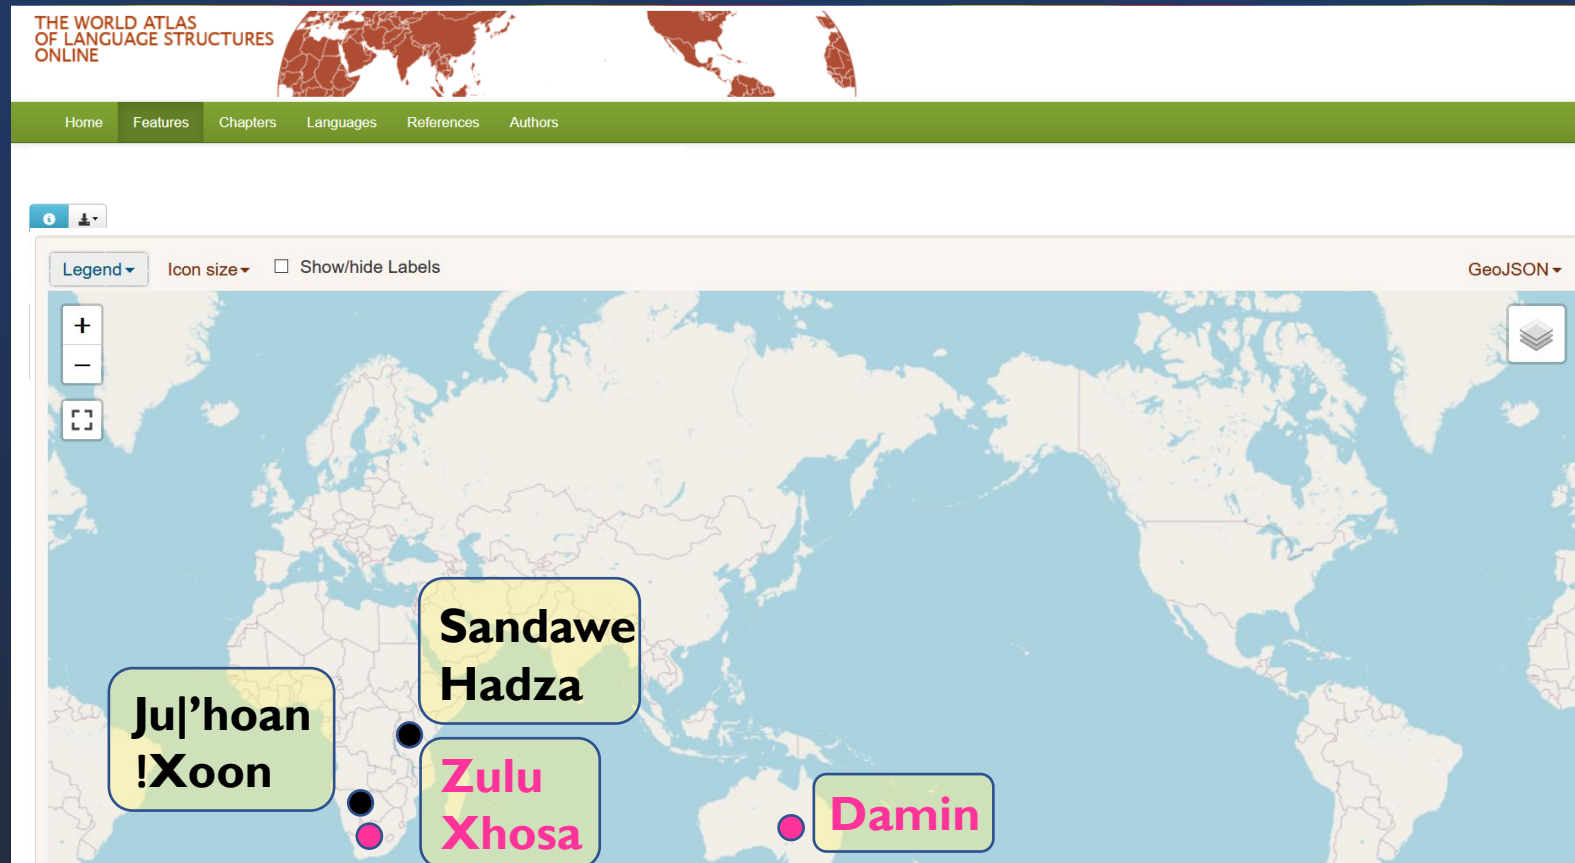 THE WORLD ATLAS
OF LANGUAGE STRUCTURES
ONLINE
Home Features Chapters Languages References Authors
Legend Icon size Show/hide Labels GeoJSON
+
−
Sandawe
Hadza
Ju|’hoan
!Xoon
Zulu
Xhosa
Damin